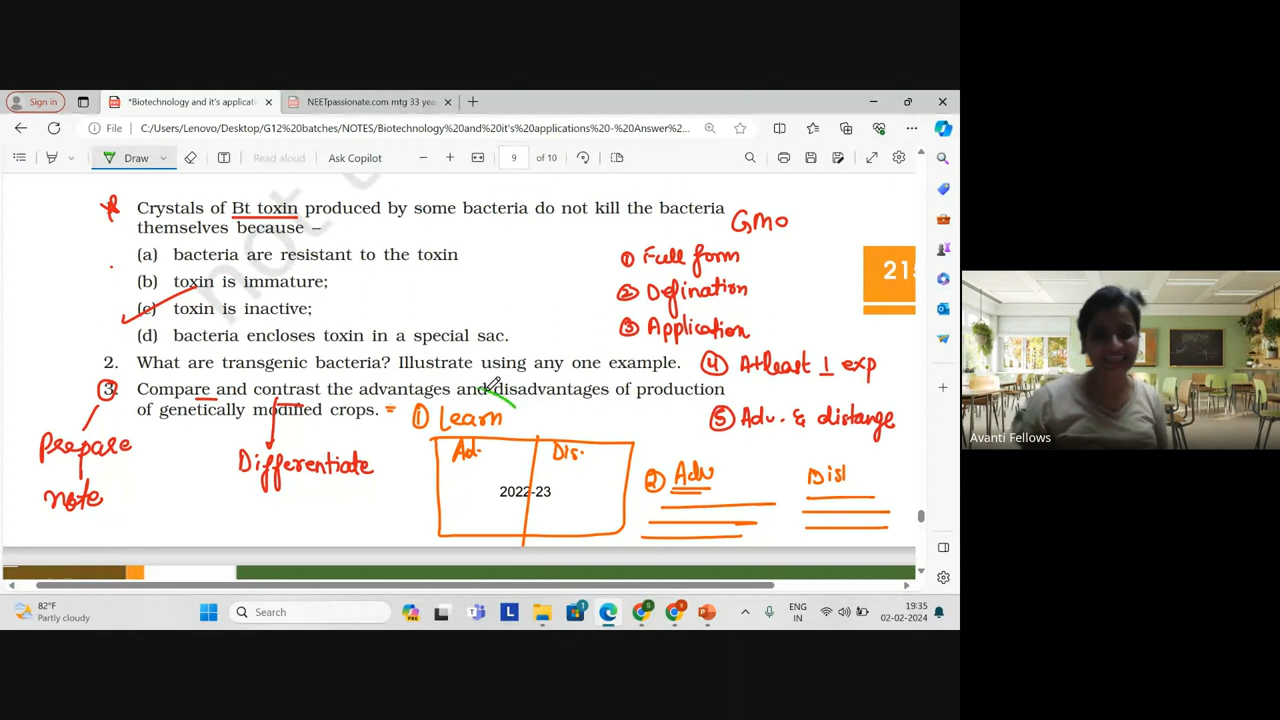 Sign in
*Biotechnology and it's applicati
NEETpassionate.com mtg 33 yea
File
C:/Users/Lenovo/Desktop/G12%20batches/NOTES/Biotechnology%20and%20it's%20applications%20-%20Answer%2...
Draw
Read aloud
Ask Copilot
9
of 10
Crystals of Bt toxin produced by some bacteria do not kill the bacteria
themselves because –
GMO
(a) bacteria are resistant to the toxin
① Full form
215
(b) toxin is immature;
② Defination
(c) toxin is inactive;
③ Application
(d) bacteria encloses toxin in a special sac.
2. What are transgenic bacteria? Illustrate using any one example.
④ Atleast 1 exp
3. Compare and contrast the advantages and disadvantages of production
of genetically modified crops.
① Learn
⑤ Adv. & distange
Prepare
note
Differentiate
Ad.
Dis.
2022-23
② Adv
Disl
Avanti Fellows
82°F
Partly cloudy
Search
ENG
IN
19:35
02-02-2024